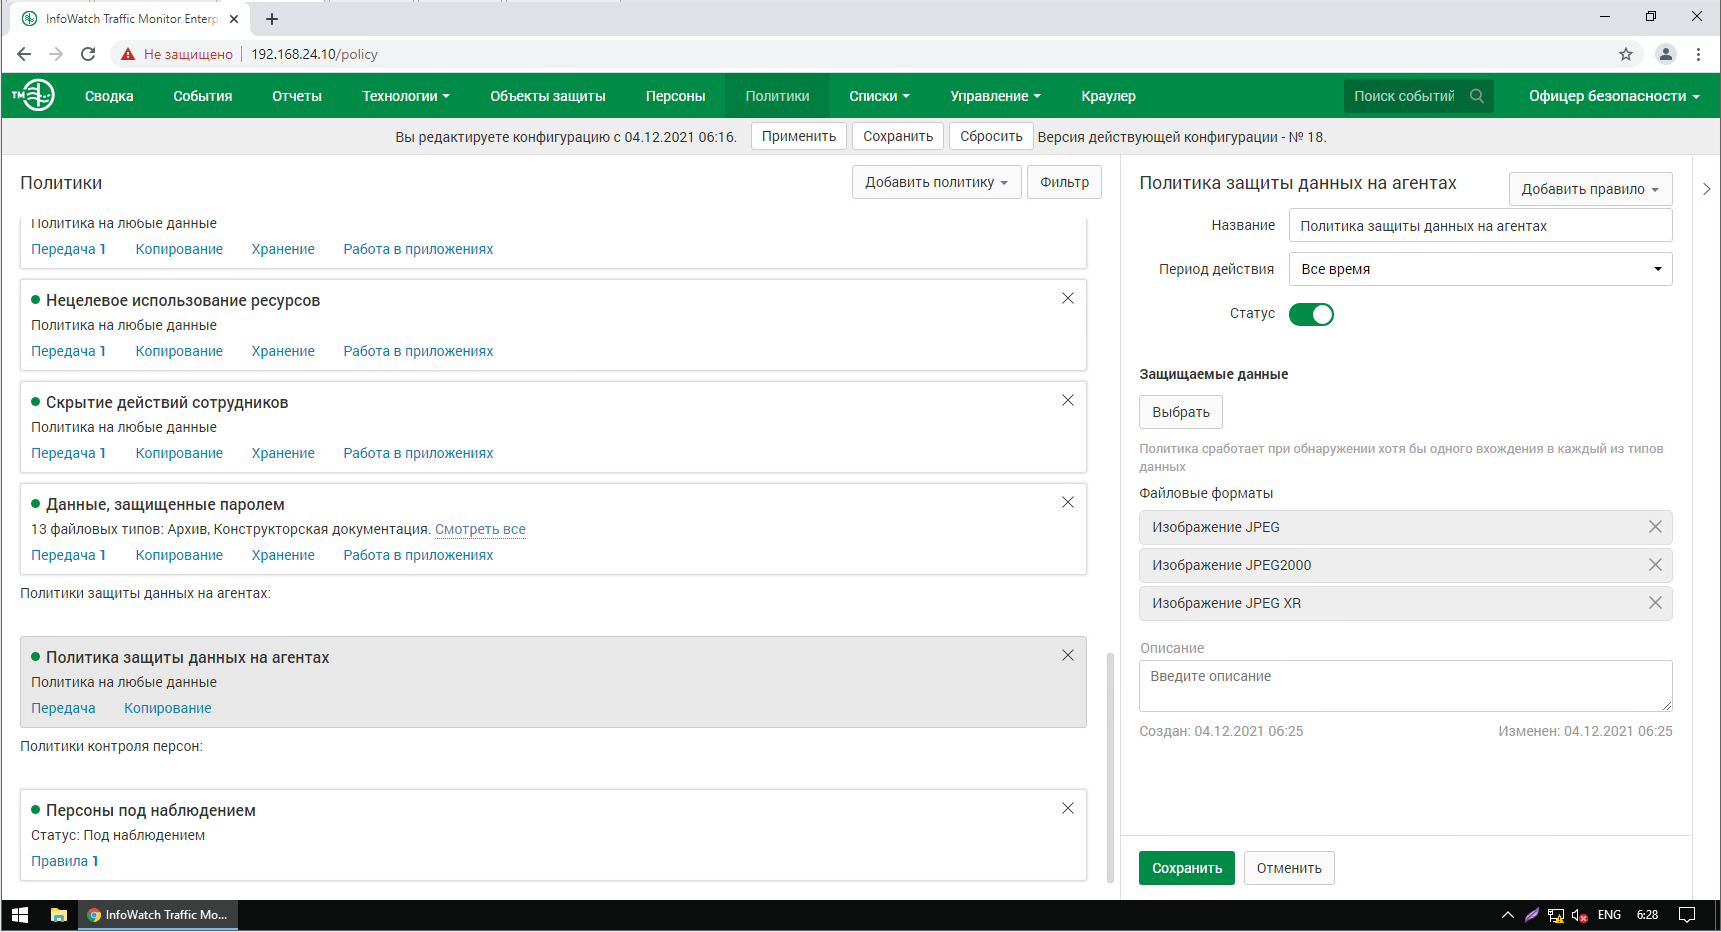 InfoWatch Traffic Monitor Enterp
Не защищено
192.168.24.10/policy
TM
Сводка
События
Отчеты
Технологии
Объекты защиты
Персоны
Политики
Списки
Управление
Краулер
Поиск событий
Офицер безопасности
Вы редактируете конфигурацию с 04.12.2021 06:16.
Применить
Сохранить
Сбросить
Версия действующей конфигурации - № 18.
Политики
Добавить политику
Фильтр
Политика на любые данные
Передача 1 Копирование Хранение Работа в приложениях
Нецелевое использование ресурсов
Политика на любые данные
Передача 1 Копирование Хранение Работа в приложениях
Скрытие действий сотрудников
Политика на любые данные
Передача 1 Копирование Хранение Работа в приложениях
Данные, защищенные паролем
13 файловых типов: Архив, Конструкторская документация. Смотреть все
Передача 1 Копирование Хранение Работа в приложениях
Политики защиты данных на агентах:
Политика защиты данных на агентах
Политика на любые данные
Передача Копирование
Политики контроля персон:
Персоны под наблюдением
Статус: Под наблюдением
Правила 1
Политика защиты данных на агентах
Добавить правило
Название
Политика защиты данных на агентах
Период действия
Все время
Статус
Защищаемые данные
Выбрать
Политика сработает при обнаружении хотя бы одного вхождения в каждый из типов
данных
Файловые форматы
Изображение JPEG
Изображение JPEG2000
Изображение JPEG XR
Описание
Введите описание
Создан: 04.12.2021 06:25
Изменен: 04.12.2021 06:25
Сохранить
Отменить
InfoWatch Traffic Mo...
ENG
6:28